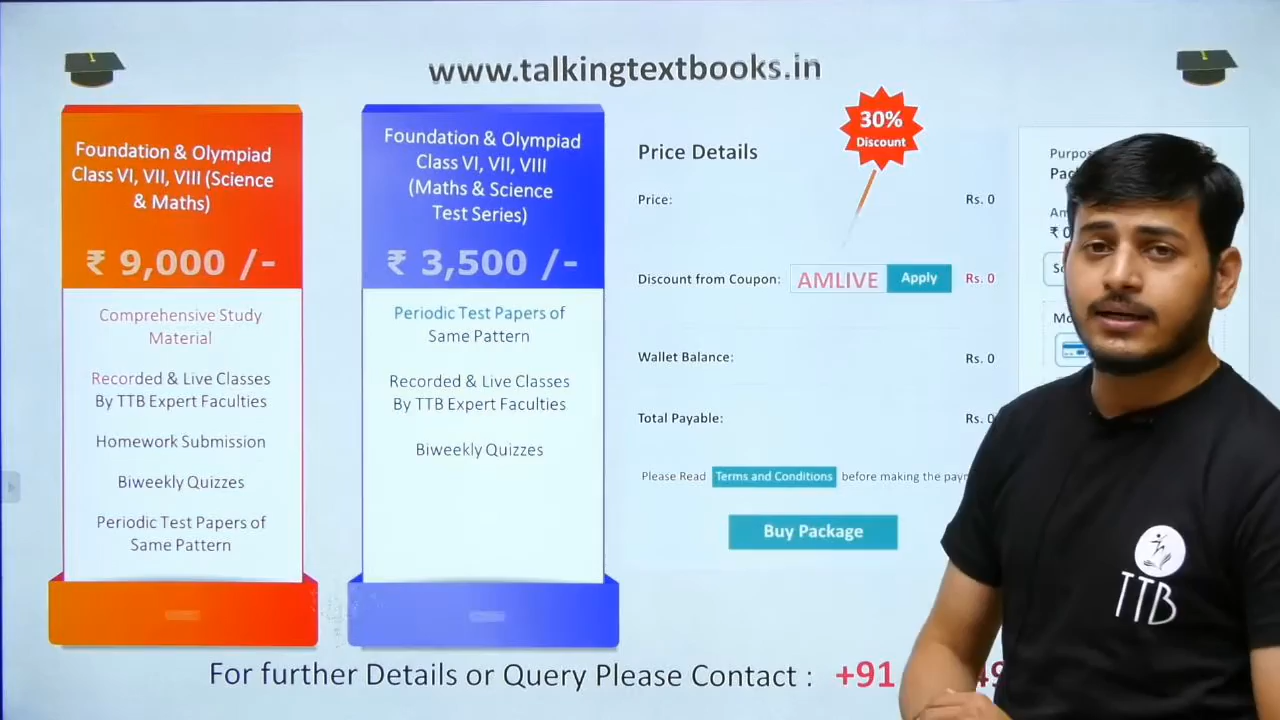 www.talkingtextbooks.in
Foundation & Olympiad
Class VI, VII, VIII (Science
& Maths)
₹ 9,000 /-
Comprehensive Study
Material
Recorded & Live Classes
By TTB Expert Faculties
Homework Submission
Biweekly Quizzes
Periodic Test Papers of
Same Pattern
Foundation & Olympiad
Class VI, VII, VIII
(Maths & Science
Test Series)
₹ 3,500 /-
Periodic Test Papers of
Same Pattern
Recorded & Live Classes
By TTB Expert Faculties
Biweekly Quizzes
30%
Discount
Price Details
Price: Rs. 0
Discount from Coupon: AMLIVE Apply Rs. 0
Wallet Balance: Rs. 0
Total Payable: Rs. 0
Please Read Terms and Conditions before making the
Buy Package
TTB
For further Details or Query Please Contact : +91